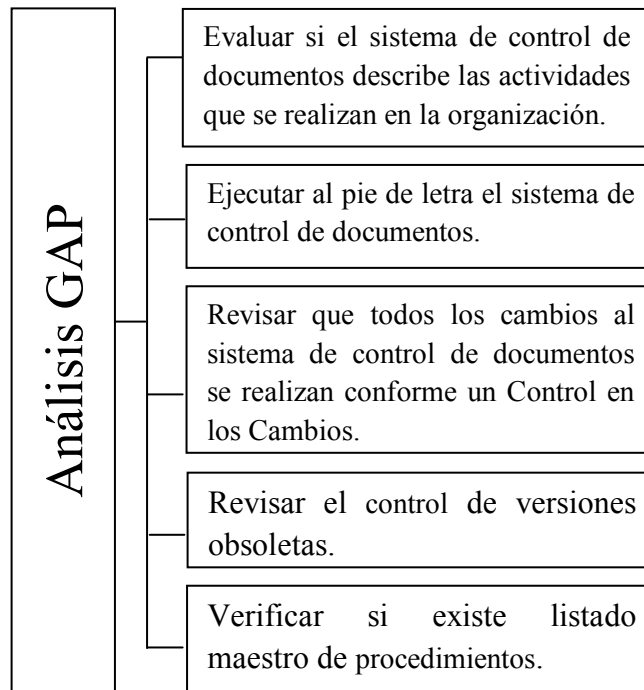 Análisis GAP
Evaluar si el sistema de control de
documentos describe las actividades
que se realizan en la organización.
Ejecutar al pie de letra el sistema de
control de documentos.
Revisar que todos los cambios al
sistema de control de documentos
se realizan conforme un Control en
los Cambios.
Revisar el control de versiones
obsoletas.
Verificar si existe listado
maestro de procedimientos.